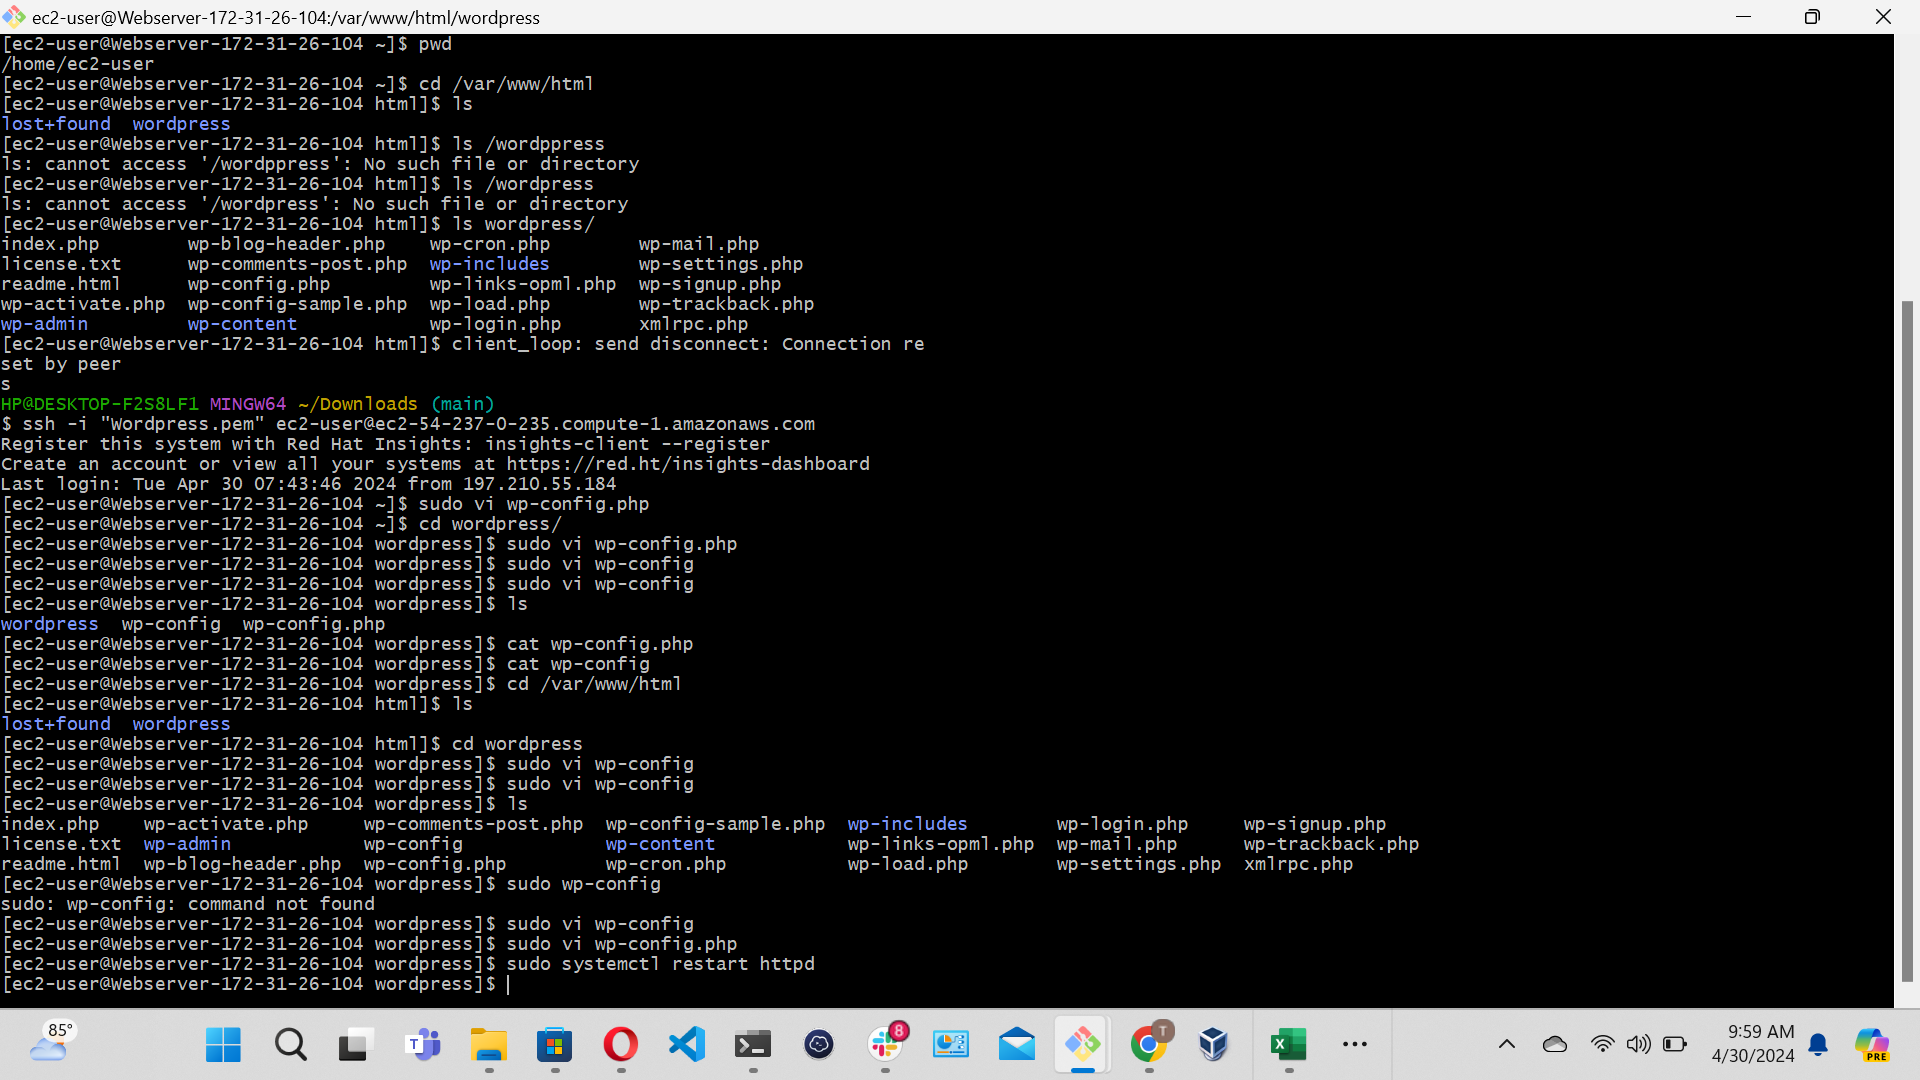 ec2-user@Webserver-172-31-26-104:/var/www/html/wordpress
[ec2-user@Webserver-172-31-26-104 ~]$ pwd
/home/ec2-user
[ec2-user@Webserver-172-31-26-104 ~]$ cd /var/www/html
[ec2-user@Webserver-172-31-26-104 html]$ ls
lost+found  wordpress
[ec2-user@Webserver-172-31-26-104 html]$ ls /wordppress
ls: cannot access '/wordppress': No such file or directory
[ec2-user@Webserver-172-31-26-104 html]$ ls /wordpress
ls: cannot access '/wordpress': No such file or directory
[ec2-user@Webserver-172-31-26-104 html]$ ls wordpress/
index.php        wp-blog-header.php    wp-cron.php        wp-mail.php
license.txt      wp-comments-post.php  wp-includes        wp-settings.php
readme.html      wp-config.php         wp-links-opml.php  wp-signup.php
wp-activate.php  wp-config-sample.php  wp-load.php        wp-trackback.php
wp-admin         wp-content            wp-login.php       xmlrpc.php
[ec2-user@Webserver-172-31-26-104 html]$ client_loop: send disconnect: Connection re
set by peer
s
HP@DESKTOP-F2S8LF1 MINGW64 ~/Downloads (main)
$ ssh -i "Wordpress.pem" ec2-user@ec2-54-237-0-235.compute-1.amazonaws.com
Register this system with Red Hat Insights: insights-client --register
Create an account or view all your systems at https://red.ht/insights-dashboard
Last login: Tue Apr 30 07:43:46 2024 from 197.210.55.184
[ec2-user@Webserver-172-31-26-104 ~]$ sudo vi wp-config.php
[ec2-user@Webserver-172-31-26-104 ~]$ cd wordpress/
[ec2-user@Webserver-172-31-26-104 wordpress]$ sudo vi wp-config.php
[ec2-user@Webserver-172-31-26-104 wordpress]$ sudo vi wp-config
[ec2-user@Webserver-172-31-26-104 wordpress]$ sudo vi wp-config
[ec2-user@Webserver-172-31-26-104 wordpress]$ ls
wordpress  wp-config  wp-config.php
[ec2-user@Webserver-172-31-26-104 wordpress]$ cat wp-config.php
[ec2-user@Webserver-172-31-26-104 wordpress]$ cat wp-config
[ec2-user@Webserver-172-31-26-104 wordpress]$ cd /var/www/html
[ec2-user@Webserver-172-31-26-104 html]$ ls
lost+found  wordpress
[ec2-user@Webserver-172-31-26-104 html]$ cd wordpress
[ec2-user@Webserver-172-31-26-104 wordpress]$ sudo vi wp-config
[ec2-user@Webserver-172-31-26-104 wordpress]$ sudo vi wp-config
[ec2-user@Webserver-172-31-26-104 wordpress]$ ls
index.php    wp-activate.php     wp-comments-post.php  wp-config-sample.php  wp-includes        wp-login.php     wp-signup.php
license.txt  wp-admin            wp-config             wp-content            wp-links-opml.php  wp-mail.php      wp-trackback.php
readme.html  wp-blog-header.php  wp-config.php         wp-cron.php           wp-load.php        wp-settings.php  xmlrpc.php
[ec2-user@Webserver-172-31-26-104 wordpress]$ sudo wp-config
sudo: wp-config: command not found
[ec2-user@Webserver-172-31-26-104 wordpress]$ sudo vi wp-config
[ec2-user@Webserver-172-31-26-104 wordpress]$ sudo vi wp-config.php
[ec2-user@Webserver-172-31-26-104 wordpress]$ sudo systemctl restart httpd
[ec2-user@Webserver-172-31-26-104 wordpress]$
85°
T
8
T
X
9:59 AM
4/30/2024
PRE